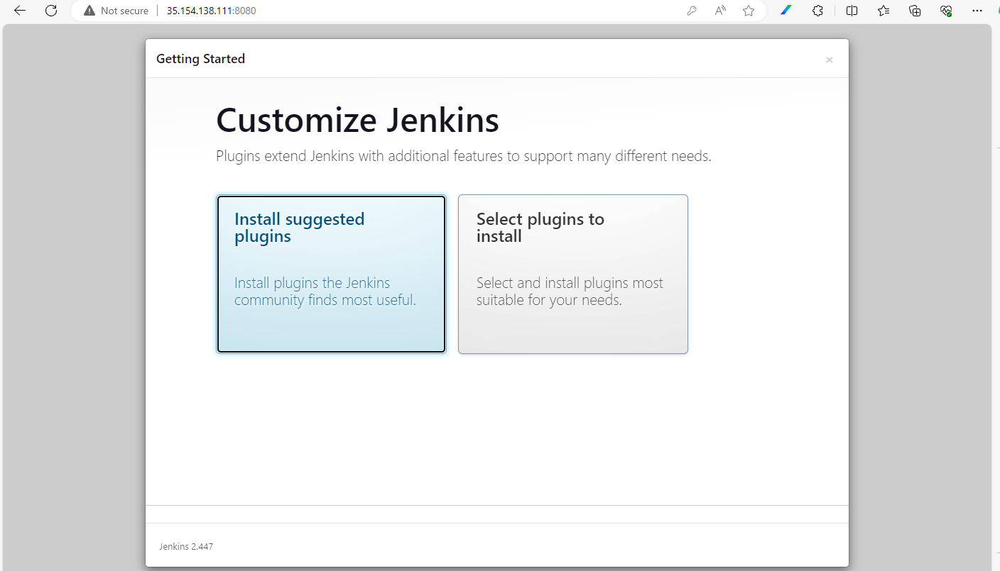 Not secure
35.154.138.111:8080
Getting Started
Customize Jenkins
Plugins extend Jenkins with additional features to support many different needs.
Install suggested
plugins
Install plugins the Jenkins
community finds most useful.
Select plugins to
install
Select and install plugins most
suitable for your needs.
Jenkins 2.447